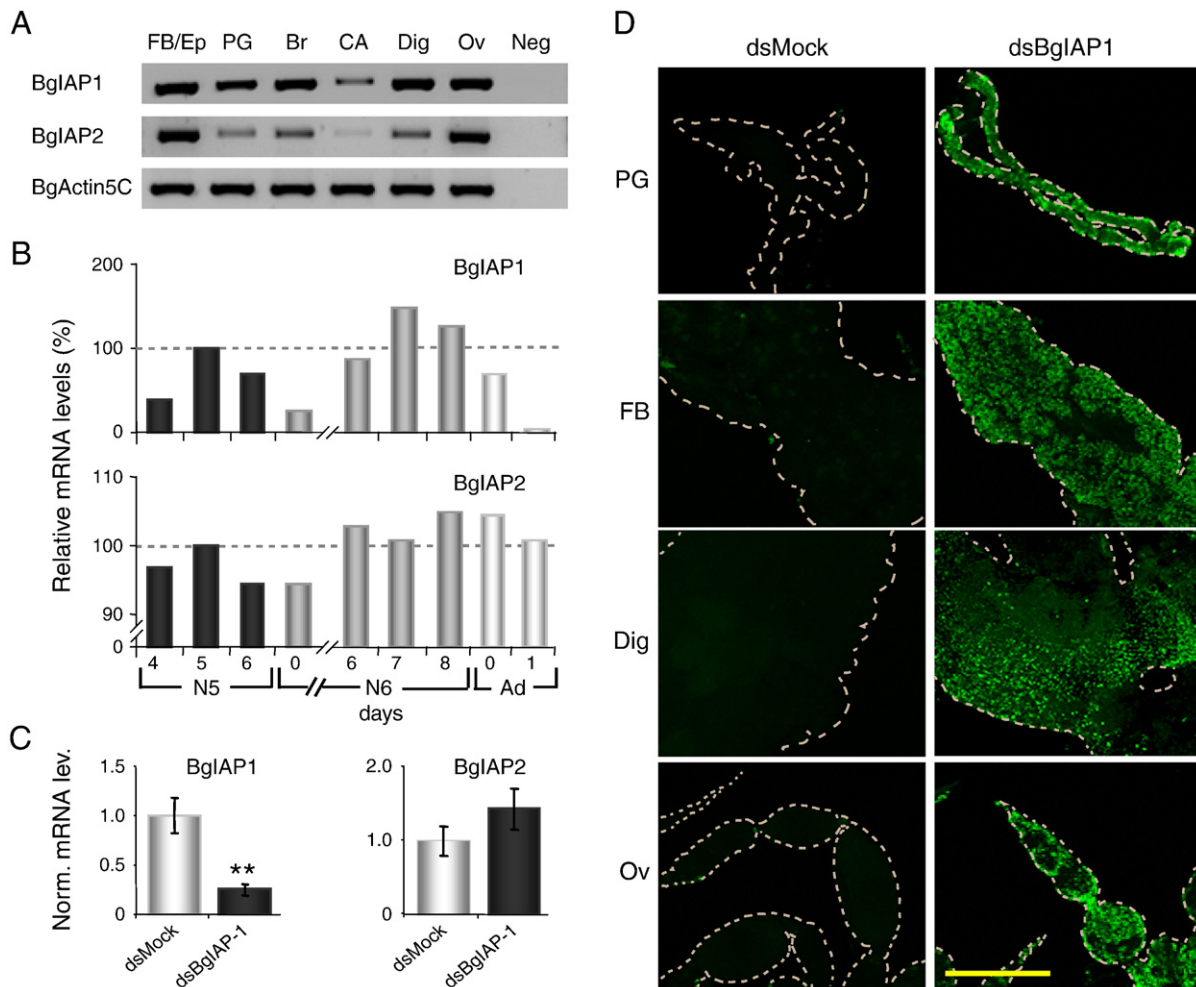 A
FB/Ep PG Br CA Dig Ov Neg
BgIAP1
BgIAP2
BgActin5C
B
Relative mRNA levels (%)
BgIAP1
200
100
0
BgIAP2
110
100
90
0
4 5 6 0 6 7 8 0 1
N5 N6 Ad
days
C
Norm. mRNA lev.
BgIAP1
1.5
1.0
0.5
0
**
dsMock dsBgIAP-1
BgIAP2
2.0
1.0
0
dsMock dsBgIAP-1
D
dsMock dsBgIAP1
PG
FB
Dig
Ov